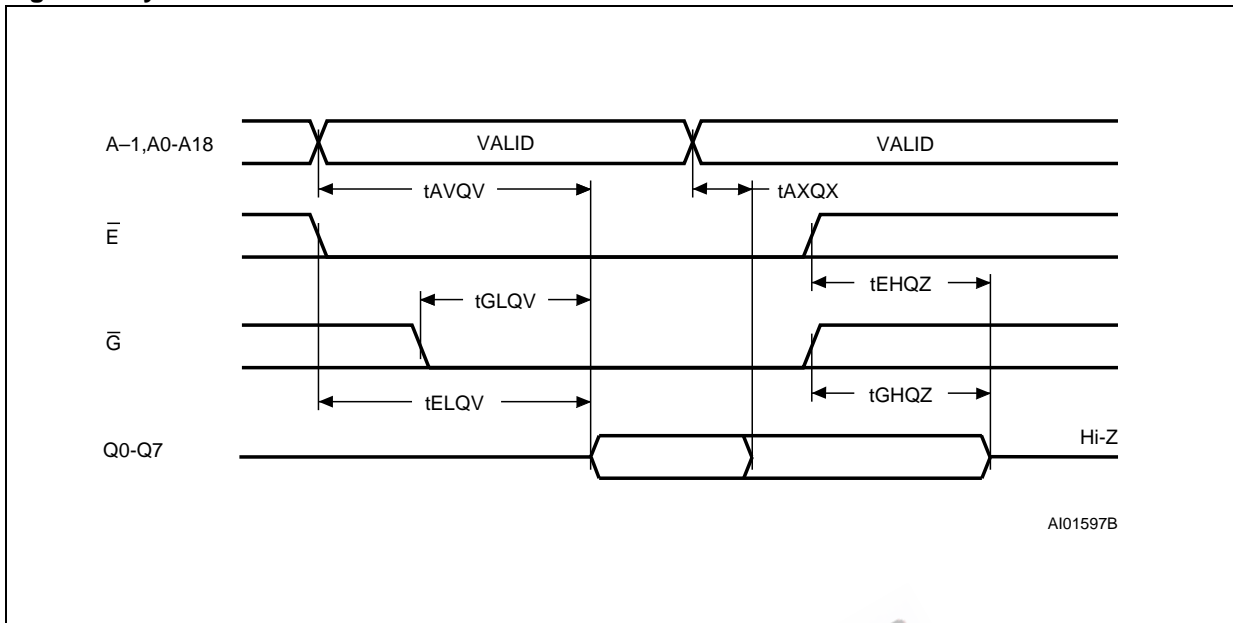 A–1,A0-A18
VALID
VALID
tAVQV
tAXQX
E̅
tEHQZ
tGLQV
G̅
tGHQZ
tELQV
Q0-Q7
Hi-Z
AI01597B